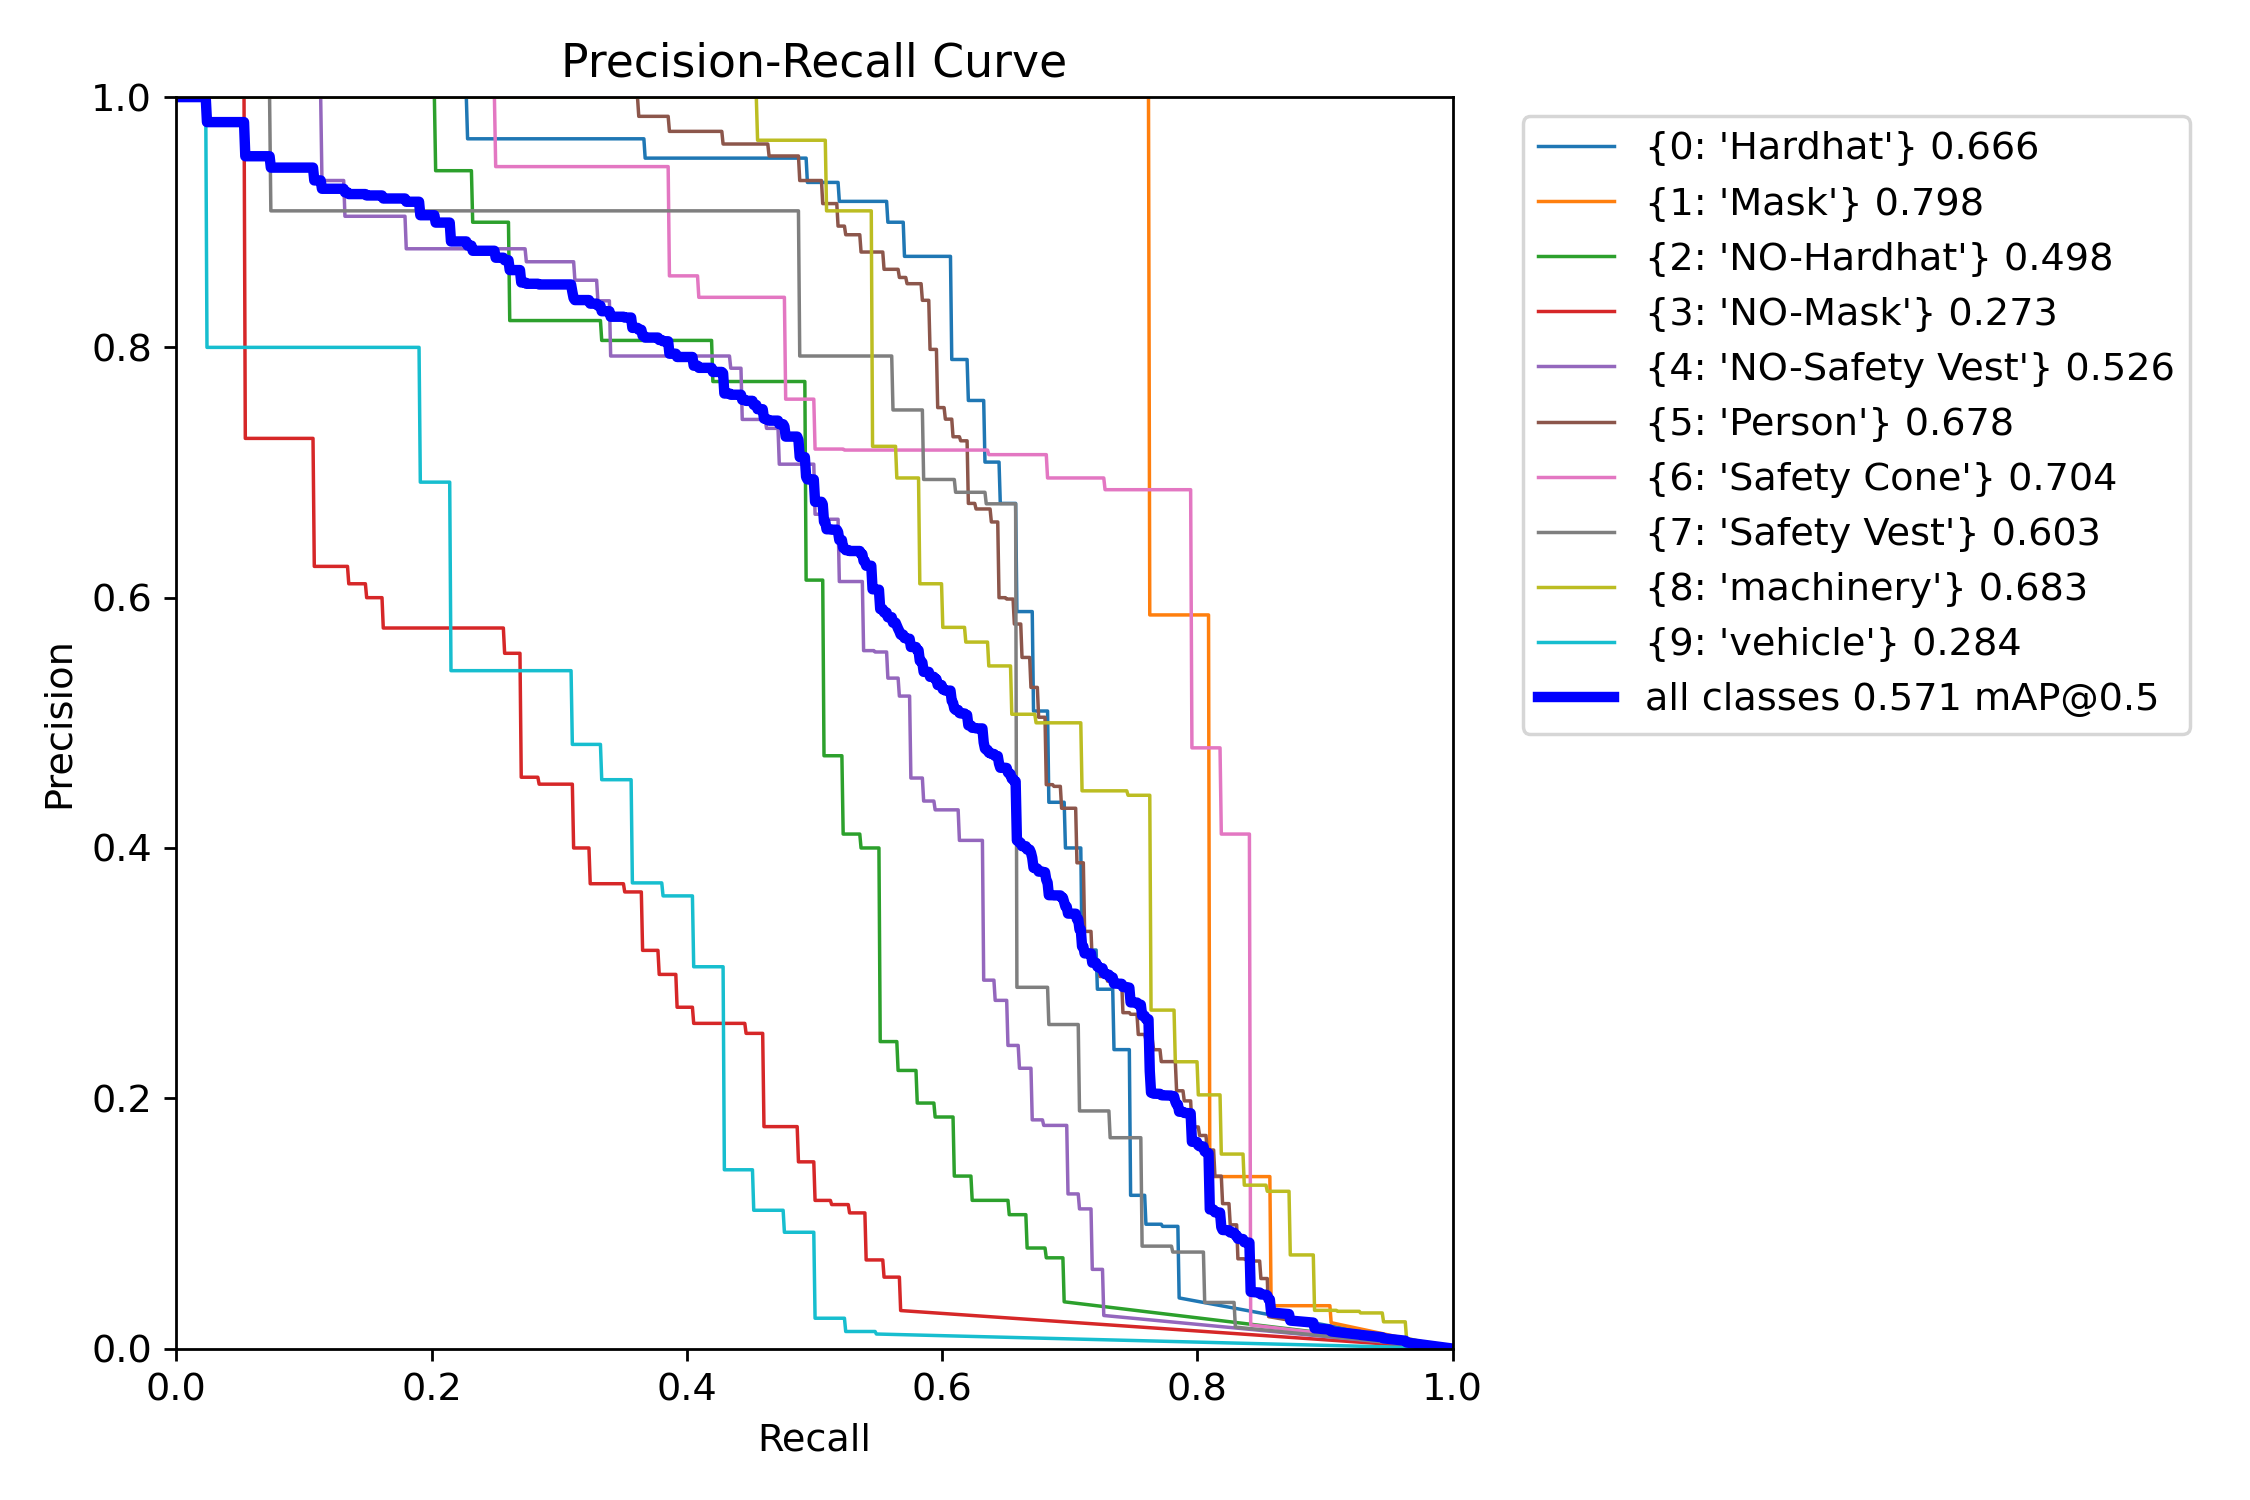 Precision-Recall Curve
1.0
0.8
0.6
0.4
0.2
0.0
Precision
0.0 0.2 0.4 0.6 0.8 1.0
Recall
{0: 'Hardhat'} 0.666
{1: 'Mask'} 0.798
{2: 'NO-Hardhat'} 0.498
{3: 'NO-Mask'} 0.273
{4: 'NO-Safety Vest'} 0.526
{5: 'Person'} 0.678
{6: 'Safety Cone'} 0.704
{7: 'Safety Vest'} 0.603
{8: 'machinery'} 0.683
{9: 'vehicle'} 0.284
all classes 0.571 mAP@0.5